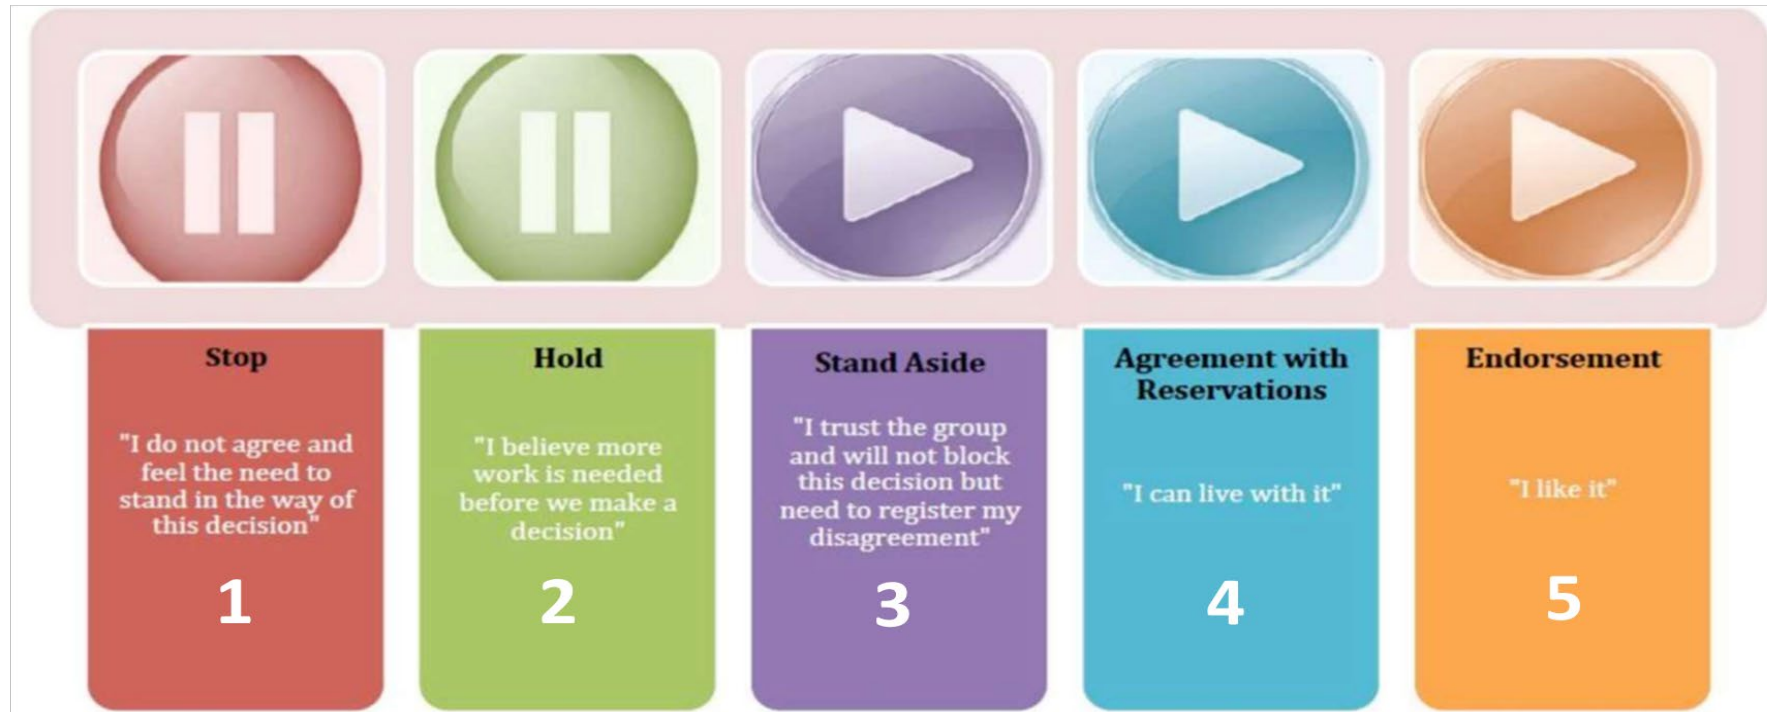 Stop
"I do not agree and
feel the need to
stand in the way of
this decision"
1
Hold
"I believe more
work is needed
before we make a
decision"
2
Stand Aside
"I trust the group
and will not block
this decision but
need to register my
disagreement"
3
Agreement with
Reservations
"I can live with it"
4
Endorsement
"I like it"
5